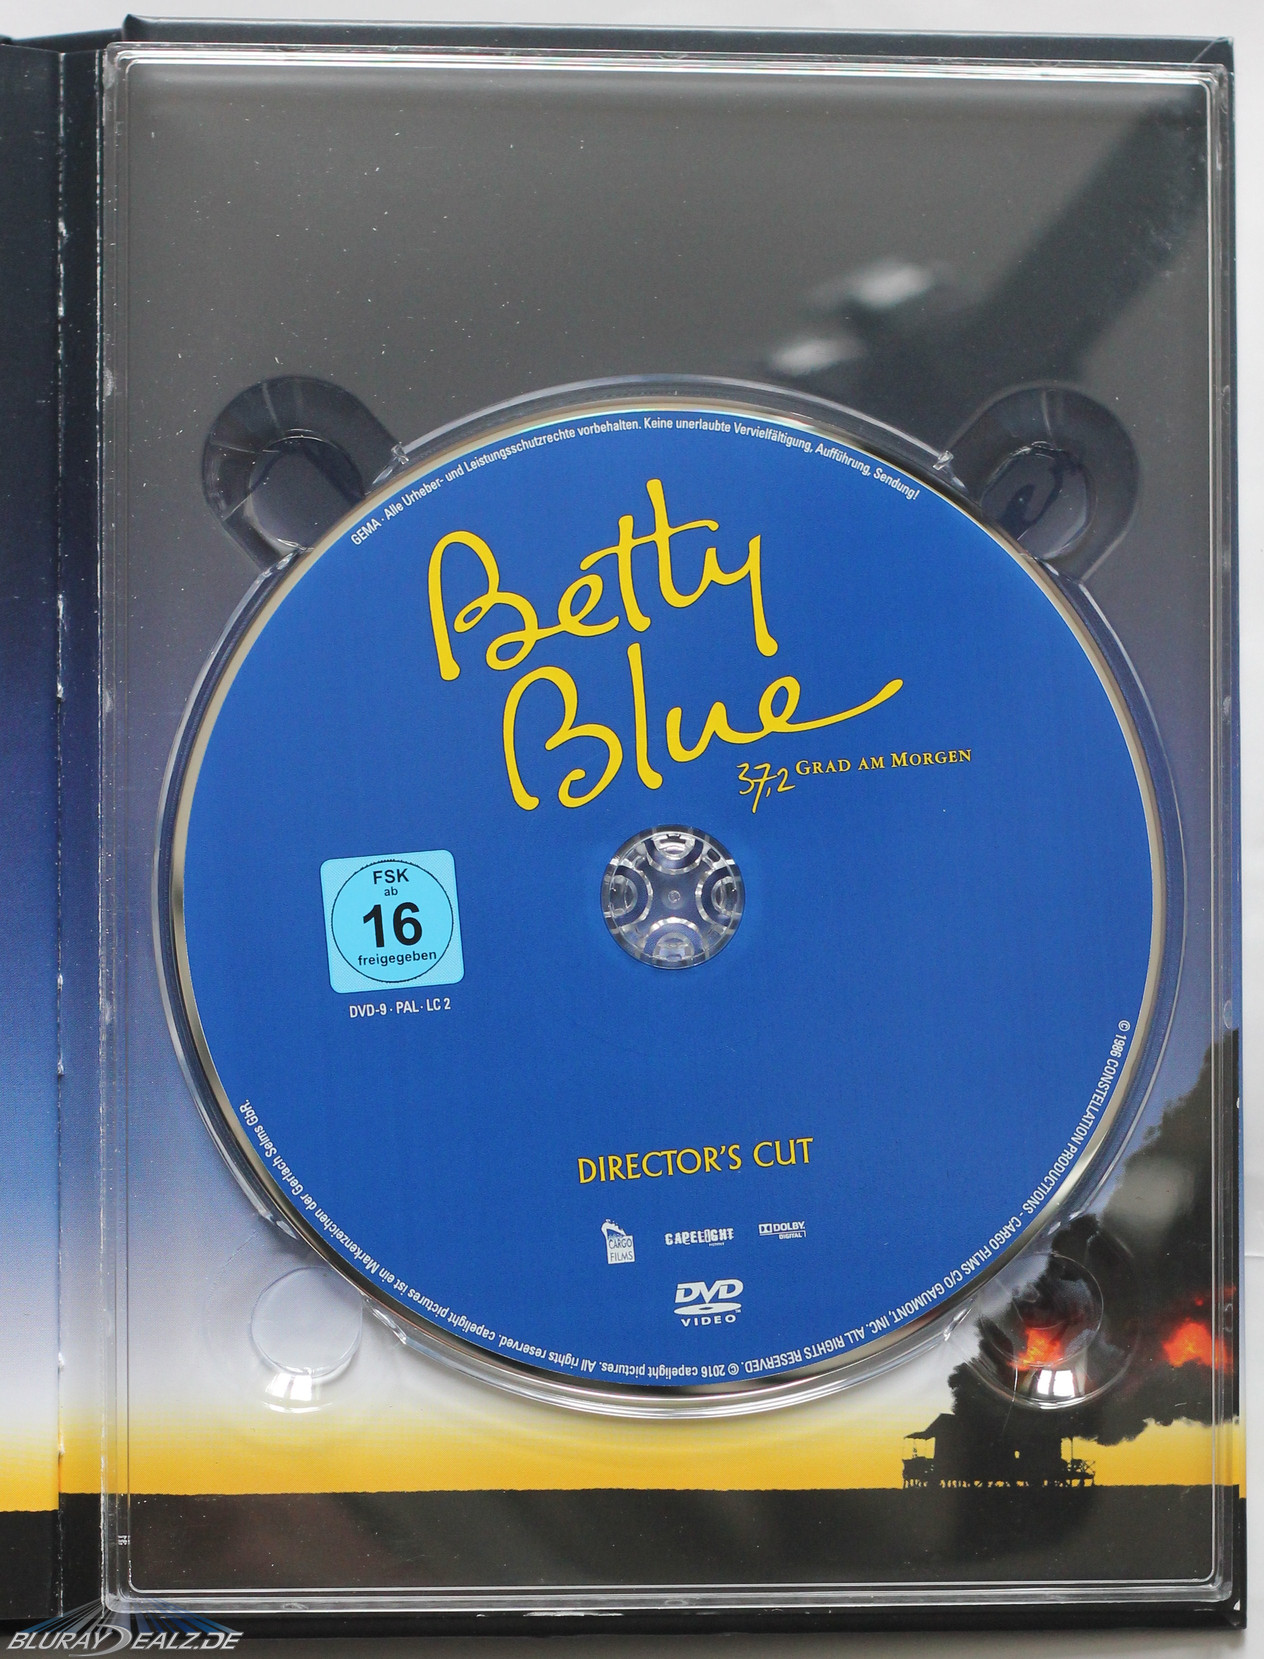 GEMA · Alle Urheber- und Leistungsschutzrechte vorbehalten. Keine unerlaubte Vervielfältigung, Aufführung, Sendung!
Betty
Blue
37,2 GRAD AM MORGEN
FSK
ab
16
freigegeben
DVD-9 · PAL · LC 2
DIRECTOR'S CUT
CARGO
FILMS
CAPELIGHT
DOLBY
DIGITAL
DVD
VIDEO
© 1986 CONSTELLATION PRODUCTIONS - CARGO FILMS C/O GAUMONT, INC. ALL RIGHTS RESERVED. © 2016 capelight pictures. All rights reserved. capelight pictures ist ein Markenzeichen der Gerlach Selms GbR.
BLURAYDEALZ.DE